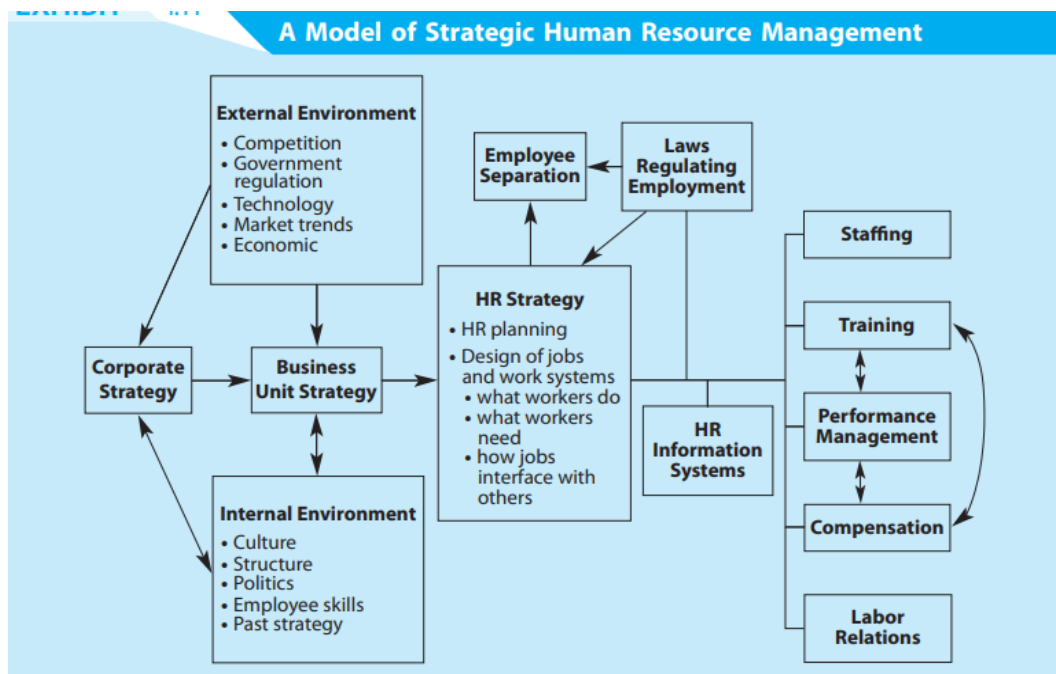 A Model of Strategic Human Resource Management
External Environment
• Competition
• Government
regulation
• Technology
• Market trends
• Economic
Employee
Separation
Laws
Regulating
Employment
Corporate
Strategy
Business
Unit Strategy
HR Strategy
• HR planning
• Design of jobs
and work systems
• what workers do
• what workers
need
• how jobs
interface with
others
HR
Information
Systems
Staffing
Training
Performance
Management
Compensation
Labor
Relations
Internal Environment
• Culture
• Structure
• Politics
• Employee skills
• Past strategy